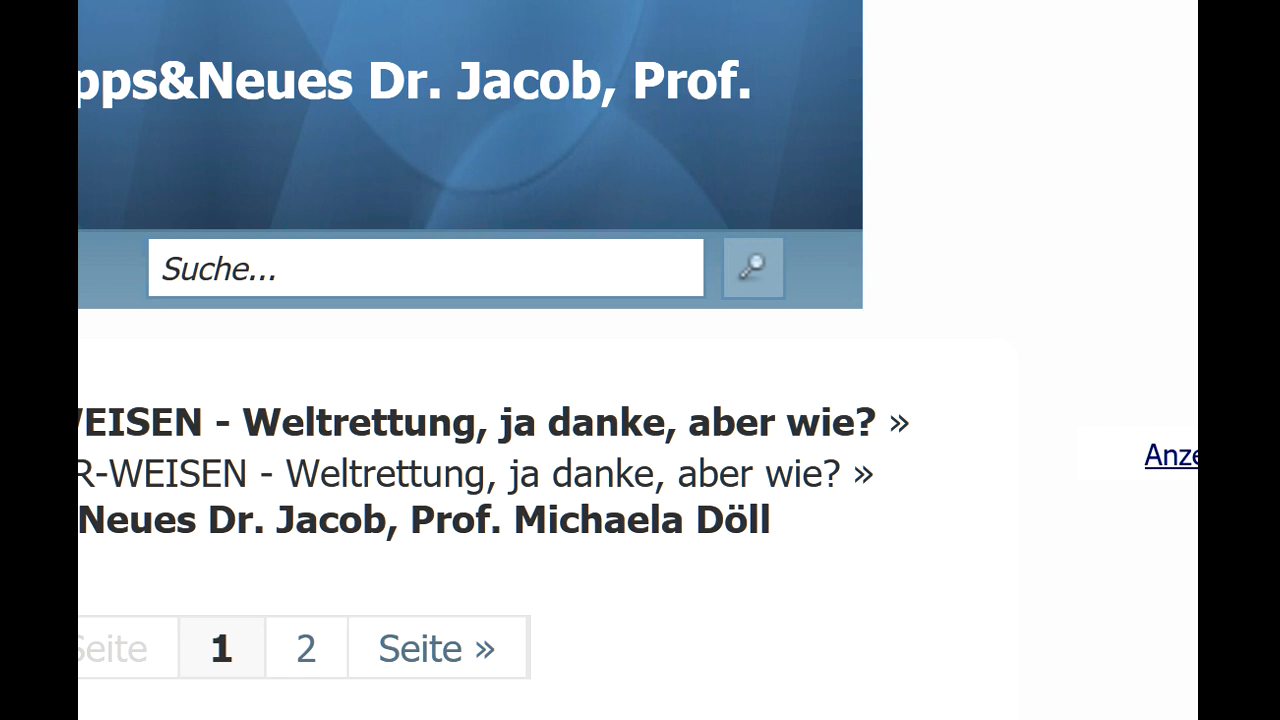 pps&Neues Dr. Jacob, Prof.
Suche...
WEISEN - Weltrettung, ja danke, aber wie? »
R-WEISEN - Weltrettung, ja danke, aber wie? »
Neues Dr. Jacob, Prof. Michaela Döll
Anze
Seite 1 2 Seite »